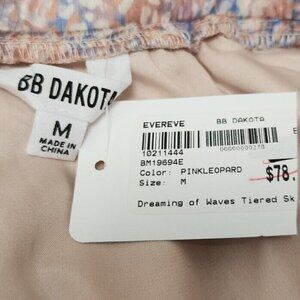 BB DAKOTA
M
MADE IN
CHINA
EVEREVE BB DAKOTA
10211444
BM19694E
Color: PINKLEOPARD
Size: M
$78.
Dreaming of Waves Tiered Sk